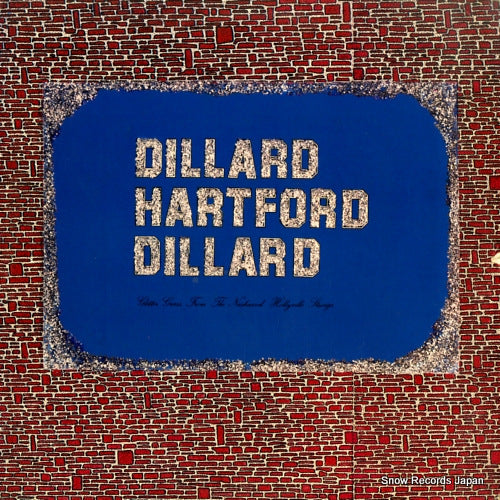 DILLARD
HARTFORD
DILLARD
Glitter Grass From The Nashwood Hollyville Strings
Snow Records Japan